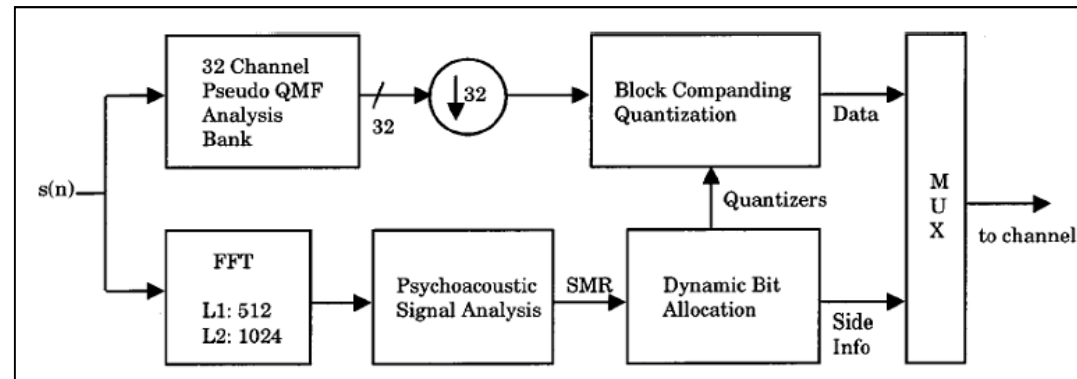 32 Channel
Pseudo QMF
Analysis
Bank
32
32
Block Companding
Quantization
Data
s(n)
Quantizers
M
U
X
to channel
FFT
L1: 512
L2: 1024
Psychoacoustic
Signal Analysis
SMR
Dynamic Bit
Allocation
Side
Info